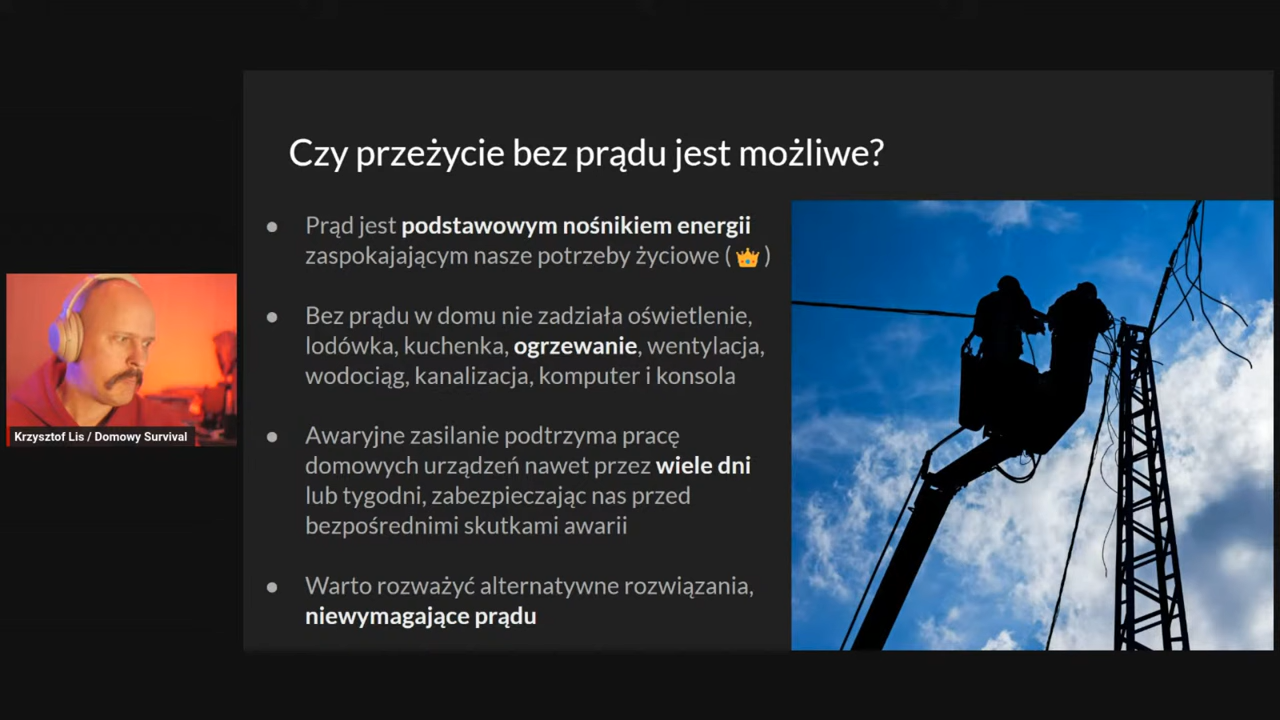 Czy przeżycie bez prądu jest możliwe?
● Prąd jest podstawowym nośnikiem energii
zaspokajającym nasze potrzeby życiowe (👑)
● Bez prądu w domu nie zadziała oświetlenie,
lodówka, kuchenka, ogrzewanie, wentylacja,
wodociąg, kanalizacja, komputer i konsola
● Awaryjne zasilanie podtrzyma pracę
domowych urządzeń nawet przez wiele dni
lub tygodni, zabezpieczając nas przed
bezpośrednimi skutkami awarii
● Warto rozważyć alternatywne rozwiązania,
niewymagające prądu
Krzysztof Lis / Domowy Survival